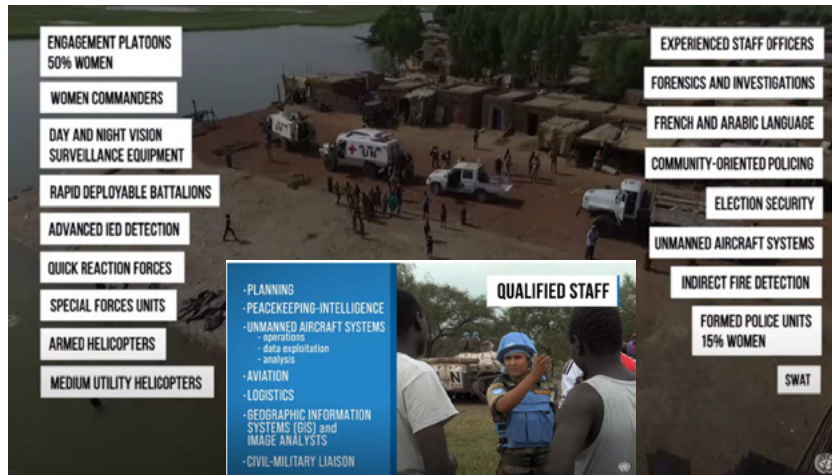 ENGAGEMENT PLATOONS
50% WOMEN
WOMEN COMMANDERS
DAY AND NIGHT VISION
SURVEILLANCE EQUIPMENT
RAPID DEPLOYABLE BATTALIONS
ADVANCED IED DETECTION
QUICK REACTION FORCES
SPECIAL FORCES UNITS
ARMED HELICOPTERS
MEDIUM UTILITY HELICOPTERS
UN
·PLANNING
·PEACEKEEPING-INTELLIGENCE
·UNMANNED AIRCRAFT SYSTEMS
- operations
- data exploitation
- analysis
·AVIATION
·LOGISTICS
·GEOGRAPHIC INFORMATION
SYSTEMS (GIS) and
IMAGE ANALYSTS
·CIVIL-MILITARY LIAISON
QUALIFIED STAFF
EXPERIENCED STAFF OFFICERS
FORENSICS AND INVESTIGATIONS
FRENCH AND ARABIC LANGUAGE
COMMUNITY-ORIENTED POLICING
ELECTION SECURITY
UNMANNED AIRCRAFT SYSTEMS
INDIRECT FIRE DETECTION
FORMED POLICE UNITS
15% WOMEN
SWAT